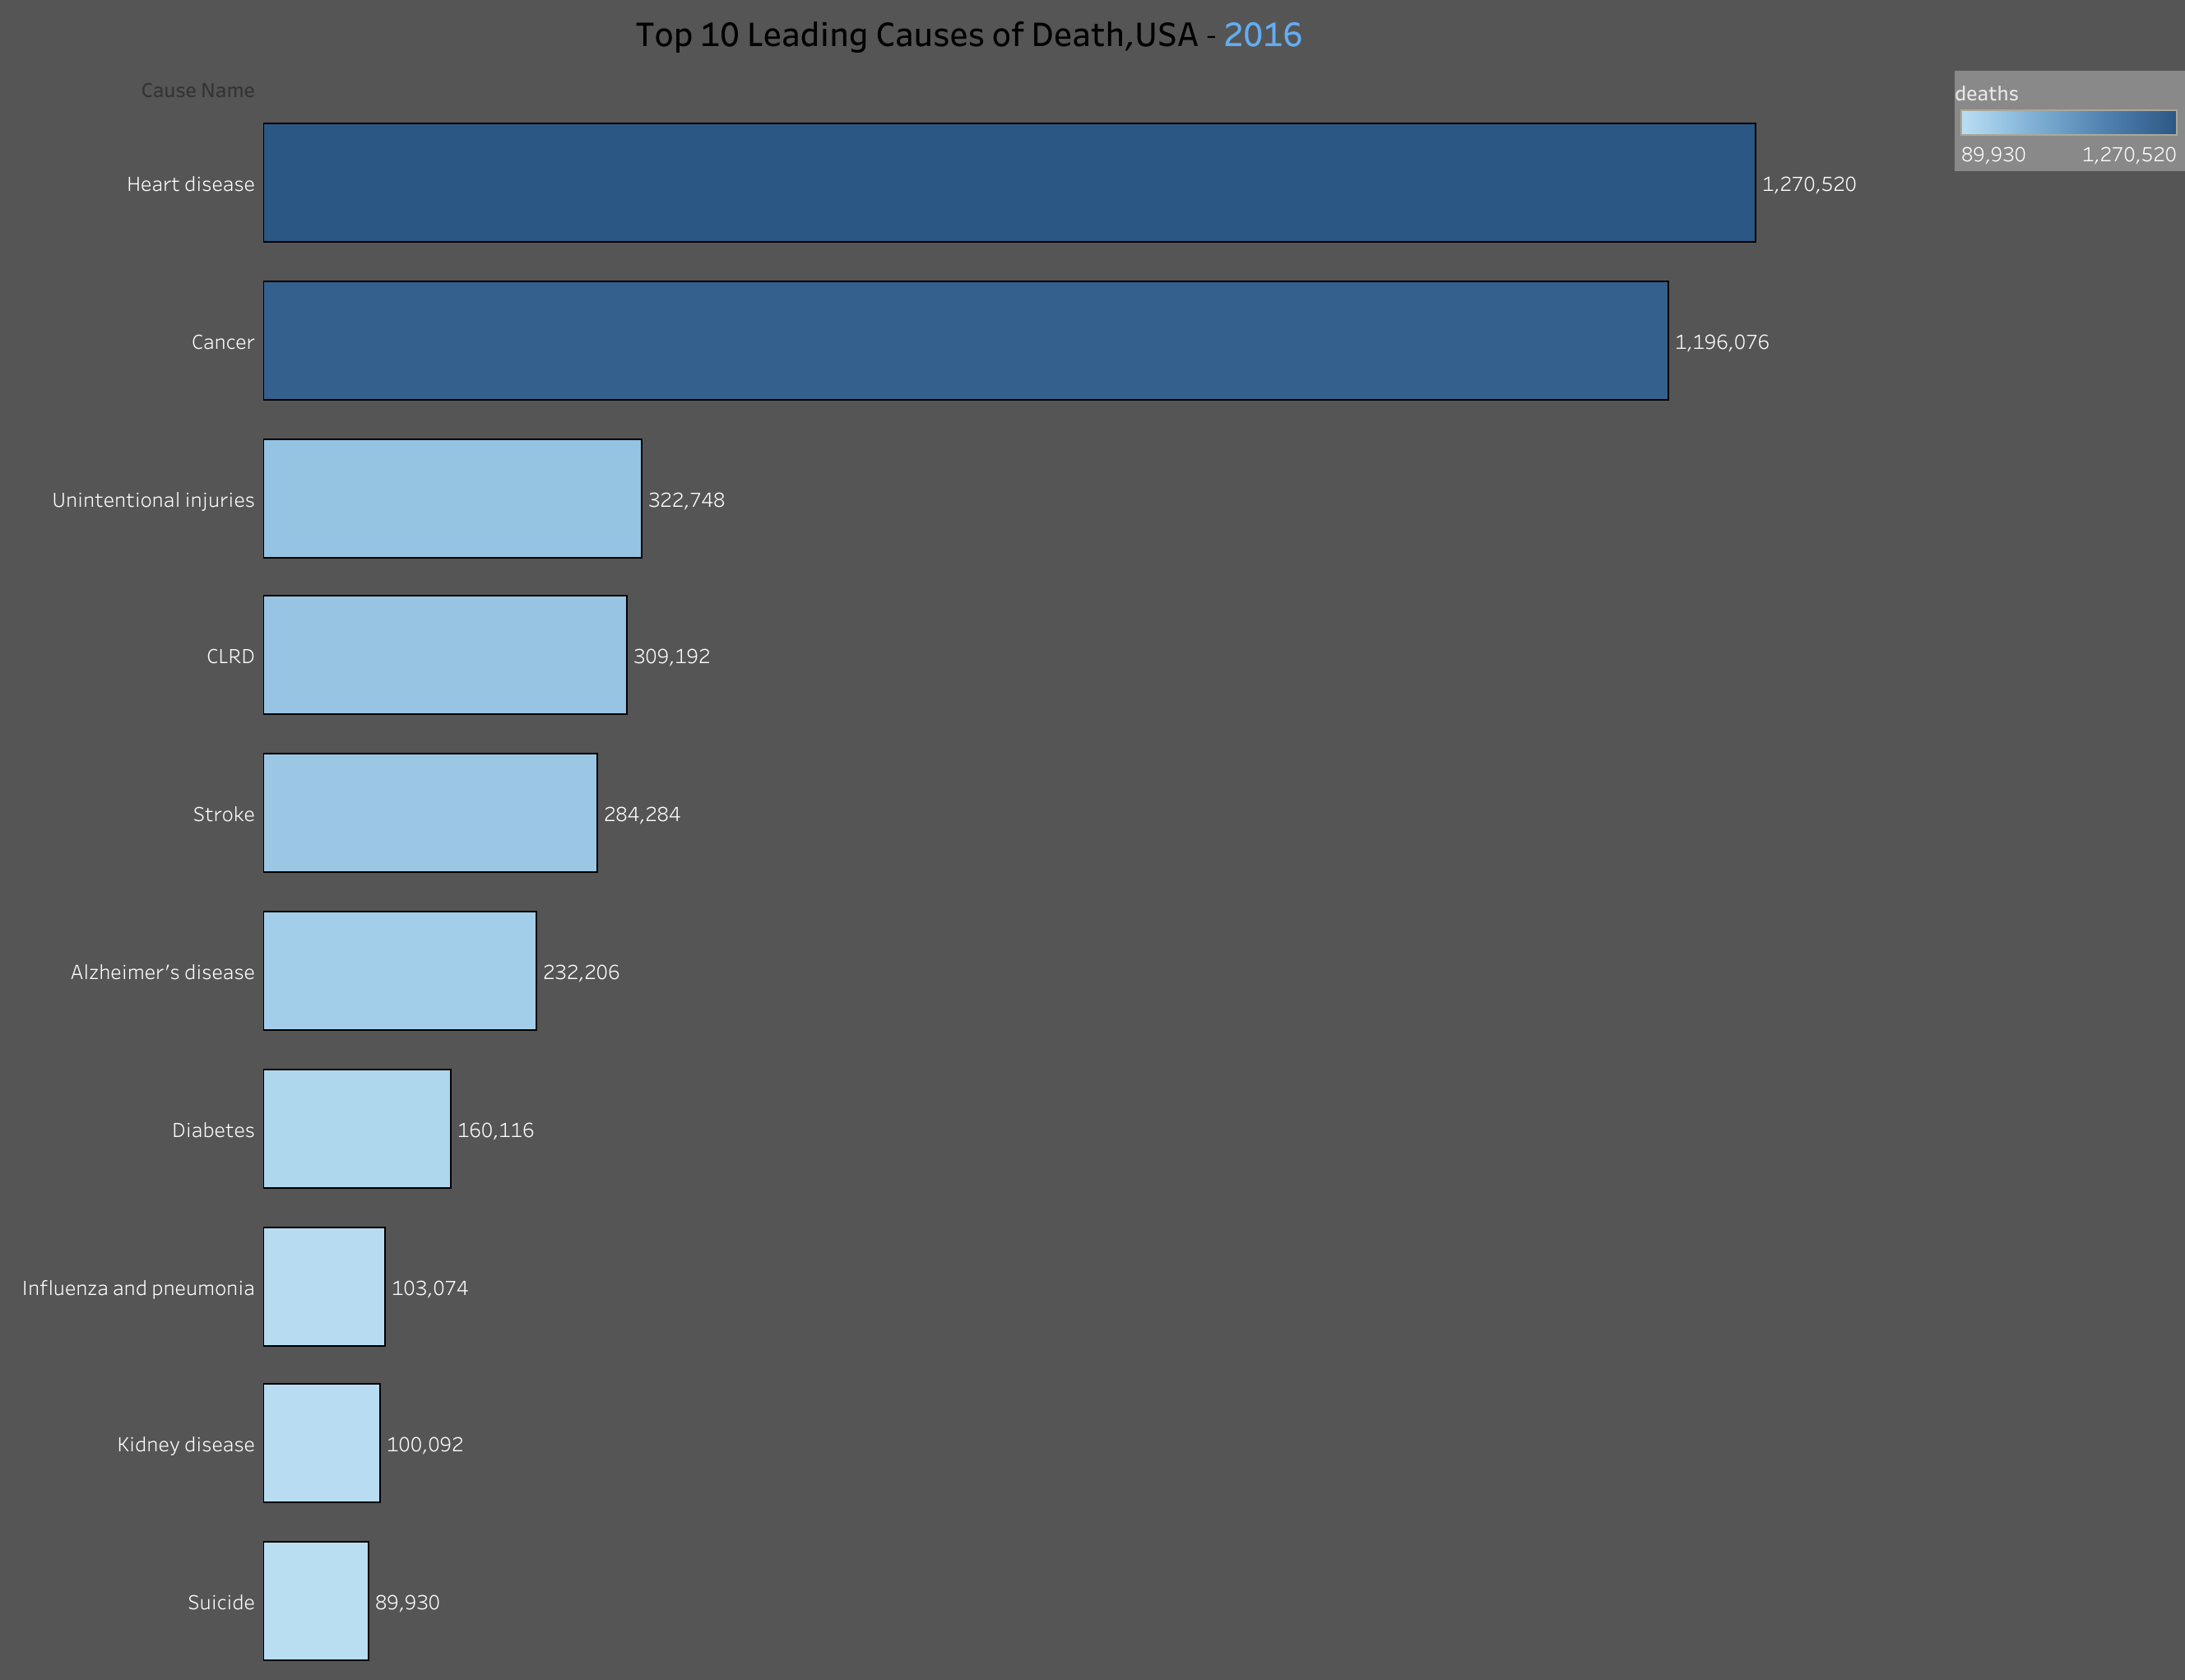 Top 10 Leading Causes of Death,USA - 2016
Cause Name
deaths
89,930 1,270,520
Heart disease 1,270,520
Cancer 1,196,076
Unintentional injuries 322,748
CLRD 309,192
Stroke 284,284
Alzheimer’s disease 232,206
Diabetes 160,116
Influenza and pneumonia 103,074
Kidney disease 100,092
Suicide 89,930